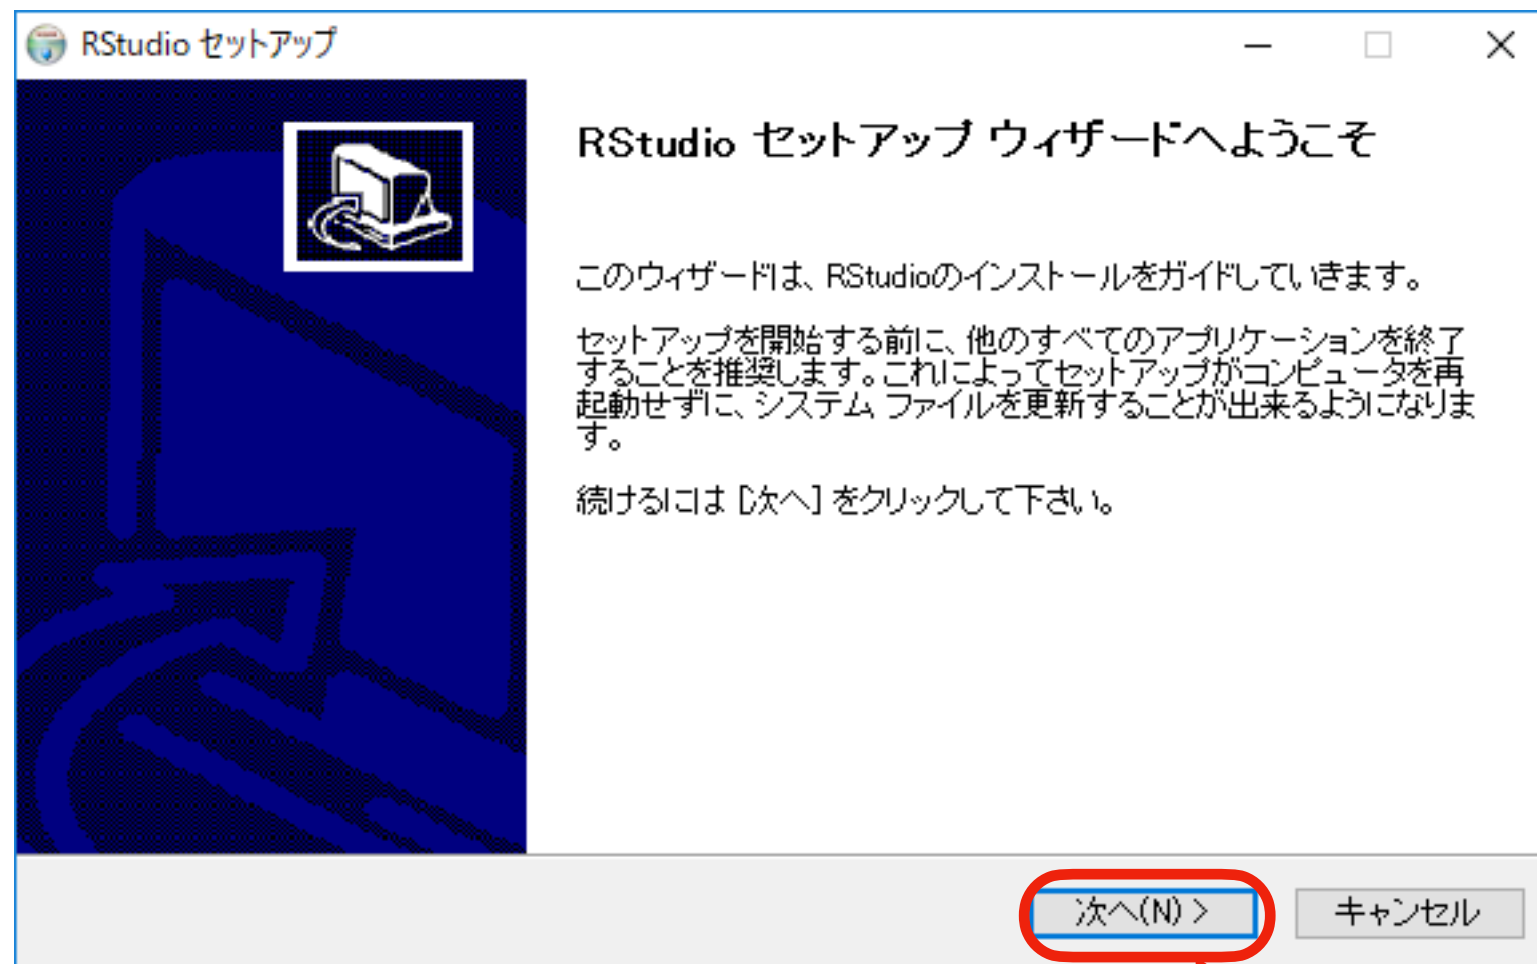 RStudio セットアップ
RStudio セットアップ ウィザードへようこそ
このウィザードは、RStudioのインストールをガイドしていきます。
セットアップを開始する前に、他のすべてのアプリケーションを終了
することを推奨します。これによってセットアップがコンピュータを再
起動せずに、システム ファイルを更新することが出来るようになりま
す。
続けるには [次へ] をクリックして下さい。
次へ(N) >
キャンセル